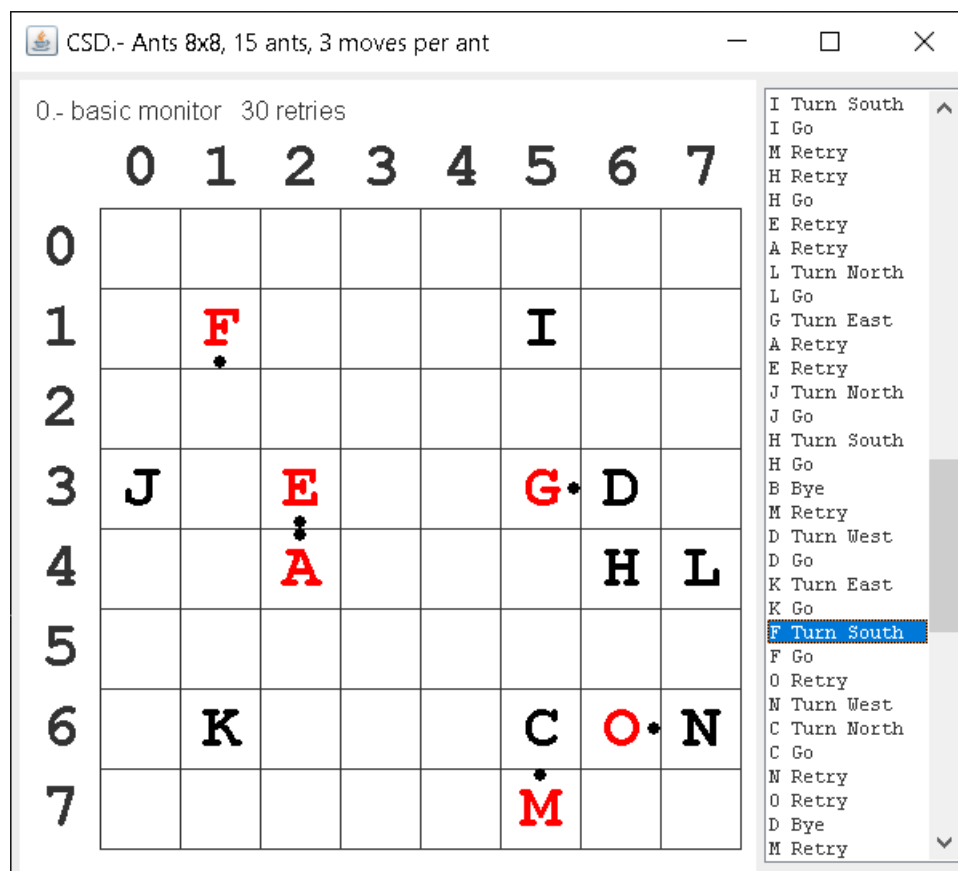 CSD.- Ants 8x8, 15 ants, 3 moves per ant
0.- basic monitor 30 retries
0 1 2 3 4 5 6 7
0
1 F I
2
3 J E G D
4 A H L
5
6 K C O N
7 M
I Turn South
I Go
M Retry
H Retry
H Go
E Retry
A Retry
L Turn North
L Go
G Turn East
A Retry
E Retry
J Turn North
J Go
H Turn South
H Go
B Bye
M Retry
D Turn West
D Go
K Turn East
K Go
F Turn South
F Go
O Retry
N Turn West
C Turn North
C Go
N Retry
O Retry
D Bye
M Retry